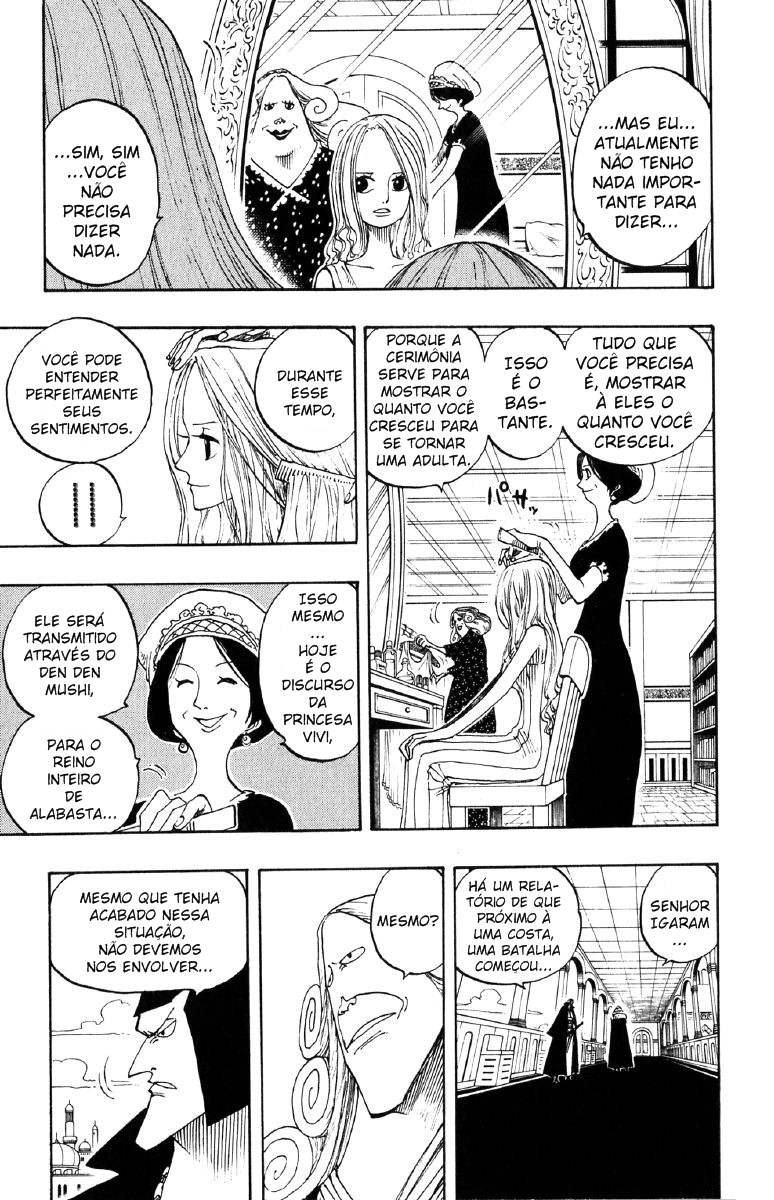 ...MAS EU...
ATUALMENTE
NÃO TENHO
NADA IMPOR-
TANTE PARA
DIZER...
...SIM, SIM
...VOCÊ
NÃO
PRECISA
DIZER
NADA.
TUDO QUE
VOCÊ PRECISA
É, MOSTRAR
À ELES O
QUANTO VOCÊ
CRESCEU.
ISSO
É O
BAS-
TANTE.
PORQUE A
CERIMÔNIA
SERVE PARA
MOSTRAR O
QUANTO VOCÊ
CRESCEU PARA
SE TORNAR
UMA ADULTA.
DURANTE
ESSE
TEMPO,
VOCÊ PODE
ENTENDER
PERFEITAMENTE
SEUS
SENTIMENTOS.
ISSO
MESMO
...
HOJE
É O
DISCURSO
DA
PRINCESA
VIVI,
ELE SERÁ
TRANSMITIDO
ATRAVÉS DO
DEN DEN
MUSHI,
PARA O
REINO
INTEIRO
DE
ALABASTA...
SENHOR
IGARAM
...
HÁ UM RELA-
TÓRIO DE QUE
PRÓXIMO À
UMA COSTA,
UMA BATALHA
COMEÇOU...
MESMO?
MESMO QUE TENHA
ACABADO NESSA
SITUAÇÃO,
NÃO DEVEMOS
NOS ENVOLVER...